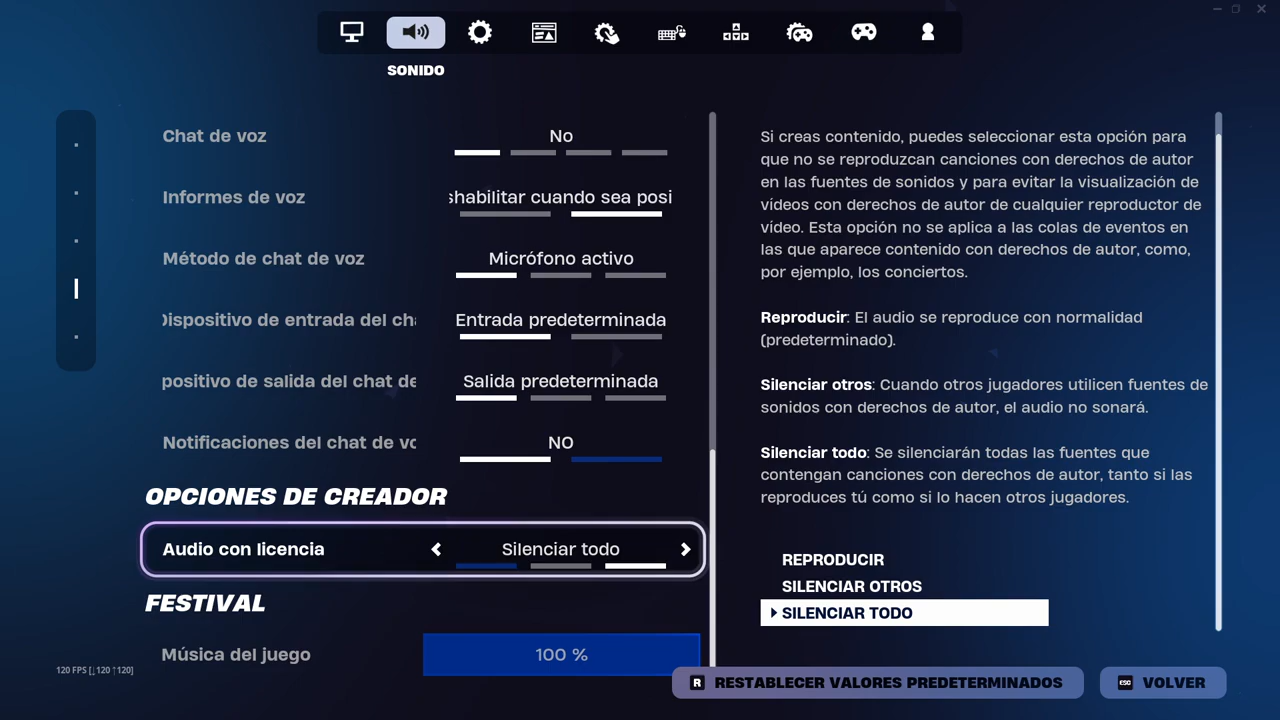 SONIDO
Chat de voz
No
Informes de voz
shabilitar cuando sea posi
Método de chat de voz
Micrófono activo
Dispositivo de entrada del cha
Entrada predeterminada
positivo de salida del chat de
Salida predeterminada
Notificaciones del chat de vo
NO
OPCIONES DE CREADOR
Audio con licencia
Silenciar todo
FESTIVAL
Música del juego
100 %
120 FPS [↓120 ↑120]
Si creas contenido, puedes seleccionar esta opción para
que no se reproduzcan canciones con derechos de autor
en las fuentes de sonidos y para evitar la visualización de
vídeos con derechos de autor de cualquier reproductor de
vídeo. Esta opción no se aplica a las colas de eventos en
las que aparece contenido con derechos de autor, como,
por ejemplo, los conciertos.
Reproducir: El audio se reproduce con normalidad
(predeterminado).
Silenciar otros: Cuando otros jugadores utilicen fuentes de
sonidos con derechos de autor, el audio no sonará.
Silenciar todo: Se silenciarán todas las fuentes que
contengan canciones con derechos de autor, tanto si las
reproduces tú como si lo hacen otros jugadores.
REPRODUCIR
SILENCIAR OTROS
SILENCIAR TODO
R RESTABLECER VALORES PREDETERMINADOS
ESC VOLVER